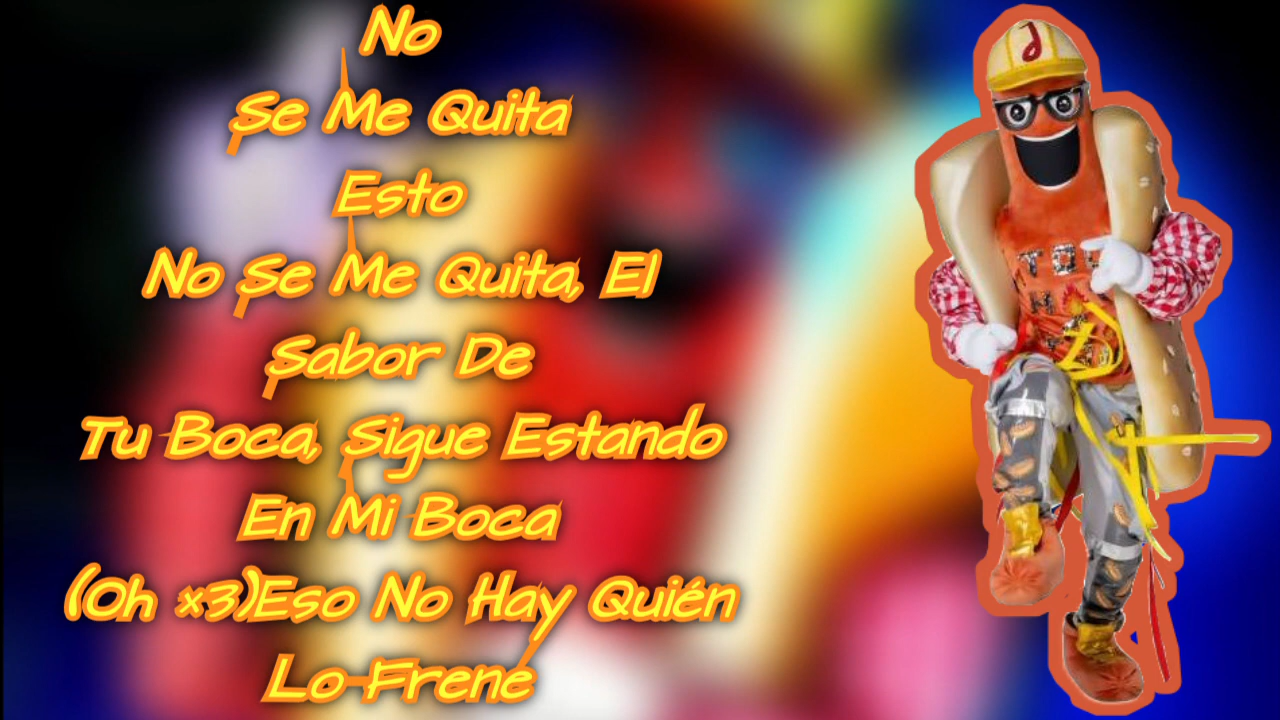 No
Se Me Quita
Esto
No Se Me Quita, El
Sabor De
Tu Boca, Sigue Estando
En Mi Boca
(Oh x3)Eso No Hay Quién
Lo Frene